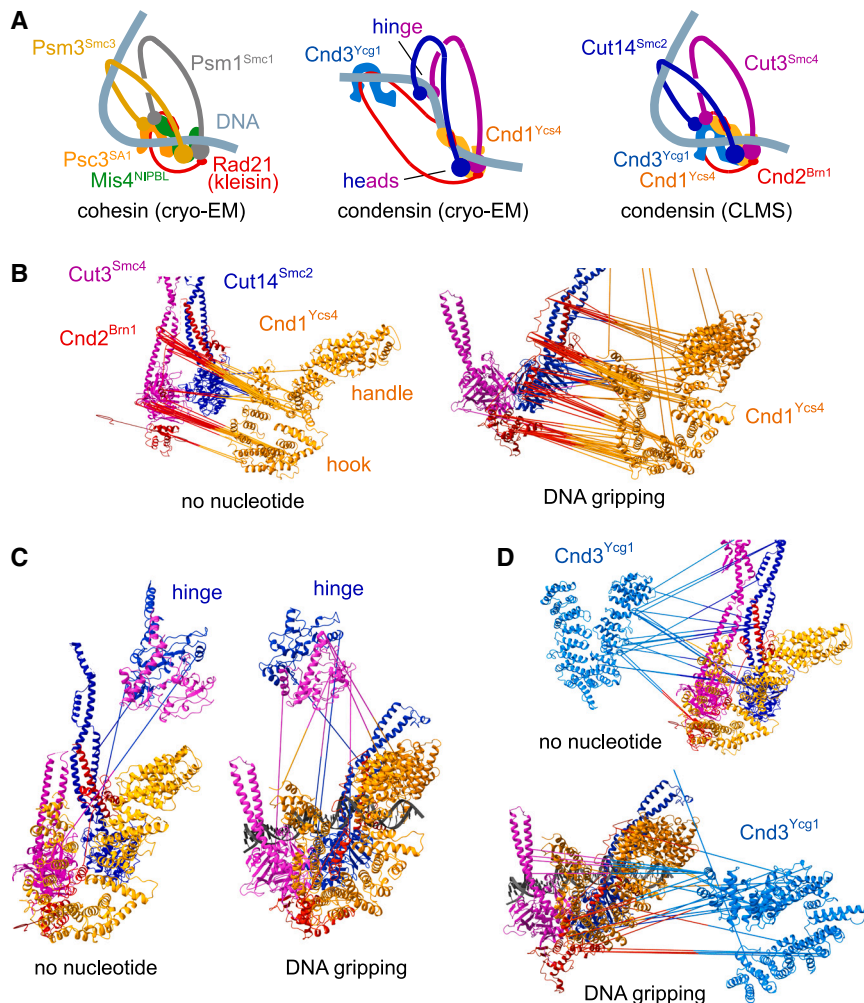 A
Psm3Smc3
Psm1Smc1
DNA
Psc3SA1
Mis4NIPBL
Rad21
(kleisin)
cohesin (cryo-EM)
hinge
Cnd3Ycg1
Cnd1Ycs4
heads
condensin (cryo-EM)
Cut14Smc2
Cut3Smc4
Cnd3Ycg1
Cnd1Ycs4
Cnd2Brn1
condensin (CLMS)
B
Cut3Smc4
Cut14Smc2
Cnd2Brn1
Cnd1Ycs4
handle
hook
no nucleotide
Cnd1Ycs4
DNA gripping
C
hinge
hinge
no nucleotide
DNA gripping
D
Cnd3Ycg1
no nucleotide
Cnd3Ycg1
DNA gripping